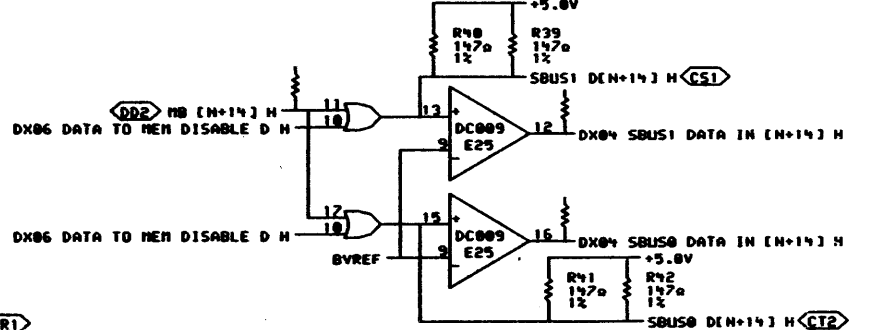 +5.0V
R40 R39
147Ω 147Ω
1% 1%
SBUS1 D[N+14] H CS1
DD2 MB [N+14] H 11
DX06 DATA TO MEM DISABLE D H 10
13 +
DC009
E25
12 DX04 SBUS1 DATA IN [N+14] H
9 -
17
DX06 DATA TO MEM DISABLE D H 10
15 +
DC009
E25
16 DX04 SBUS0 DATA IN [N+14] H
BVREF 9 -
+5.0V
R41 R42
147Ω 147Ω
1% 1%
SBUS0 D[N+14] H CT2
R1